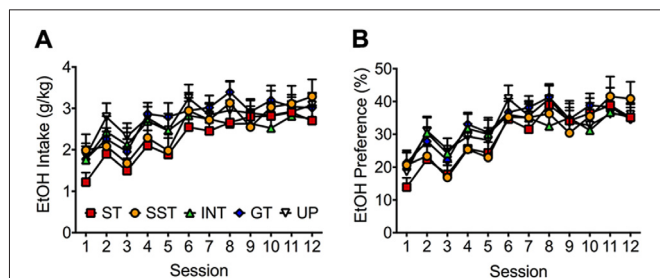 A
EtOH Intake (g/kg)
4
3
2
1
0
ST SST INT GT UP
1 2 3 4 5 6 7 8 9 10 11 12
Session
B
EtOH Preference (%)
50
40
30
20
10
0
1 2 3 4 5 6 7 8 9 10 11 12
Session